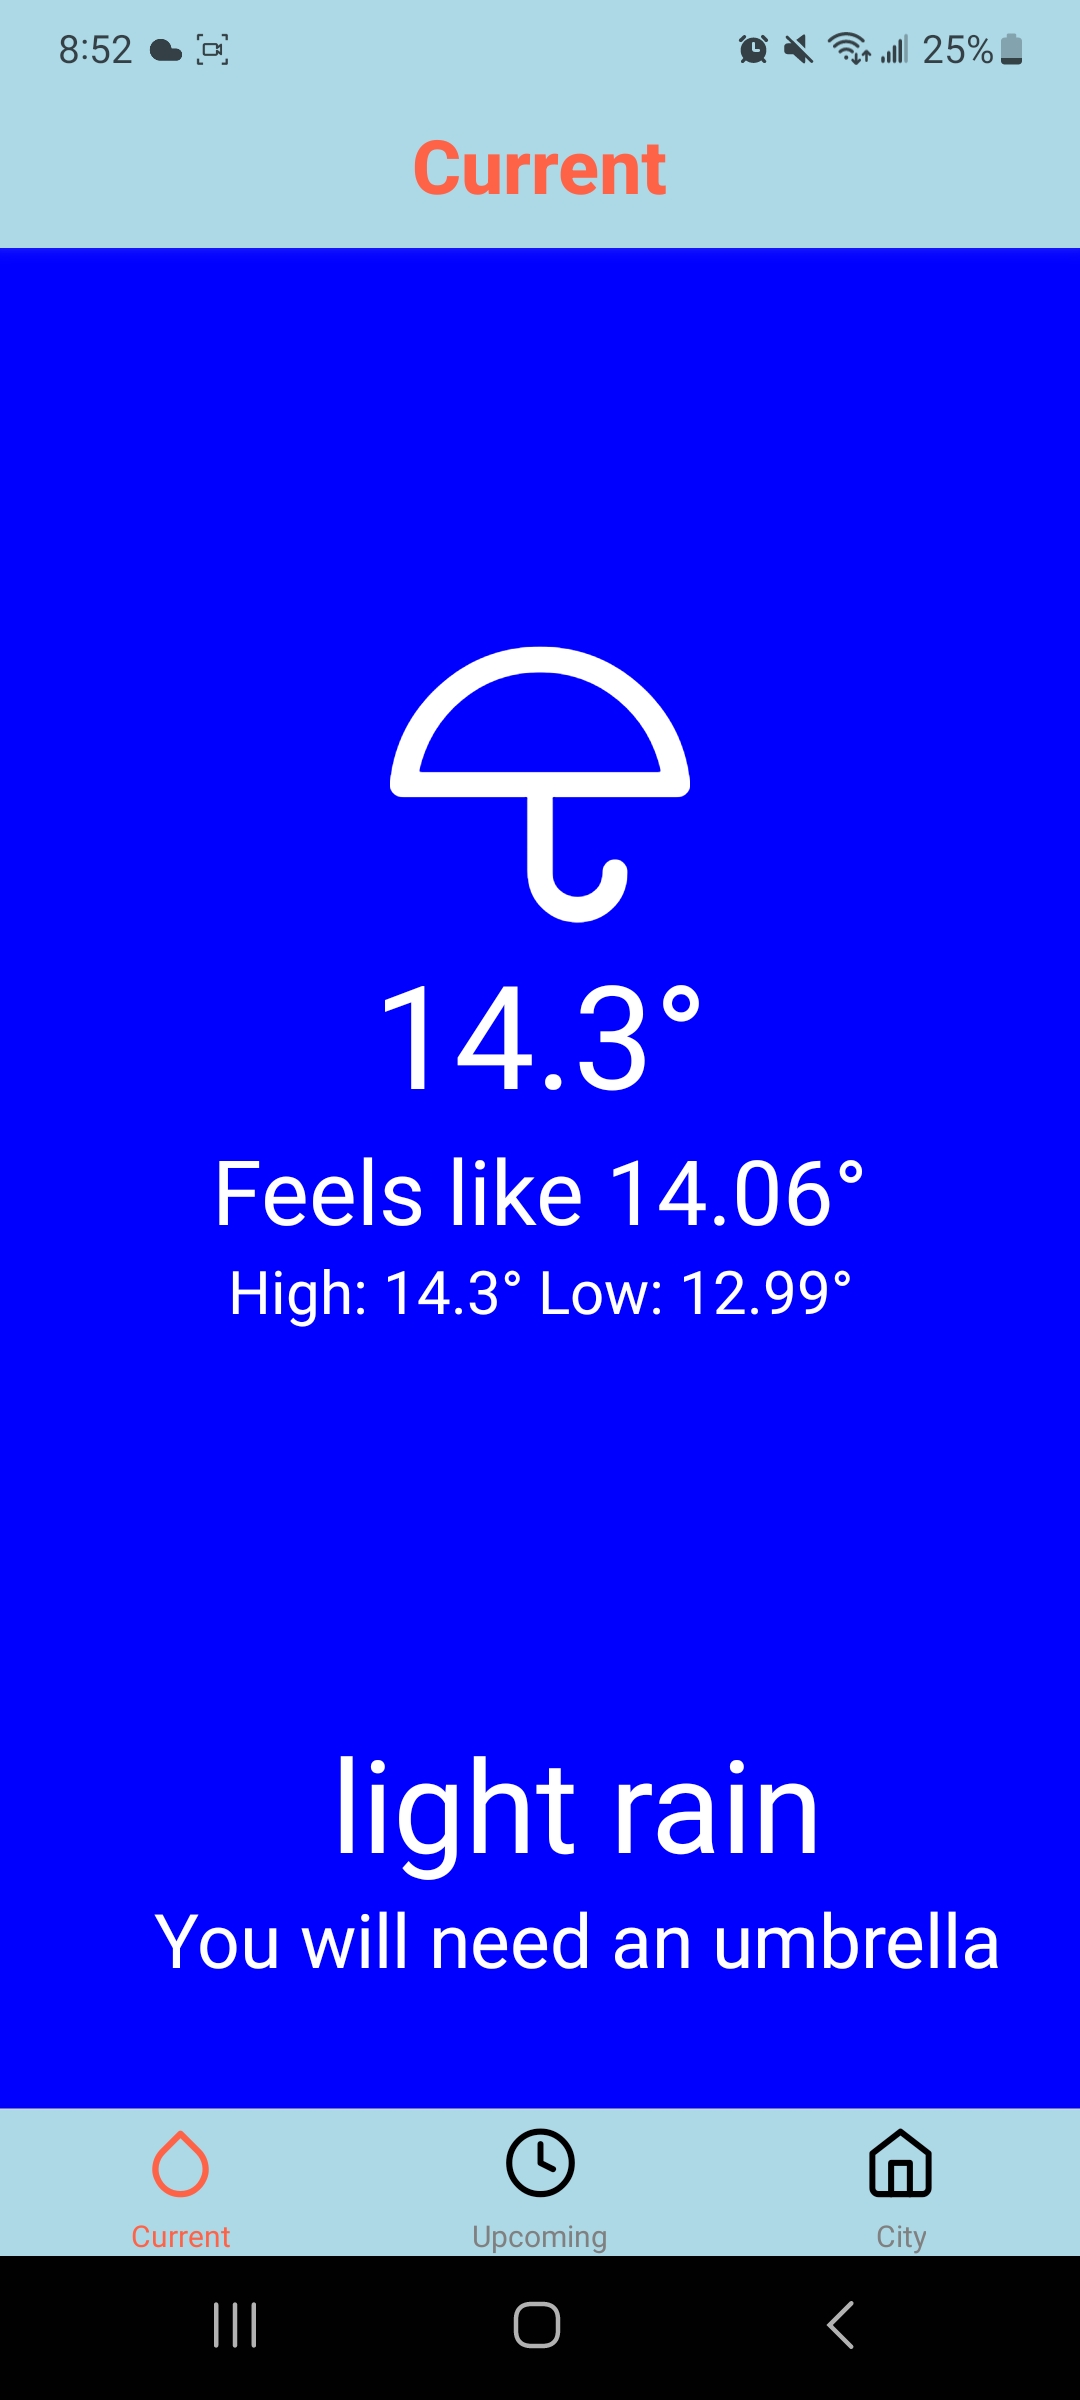 8:52 25%
Current
14.3°
Feels like 14.06°
High: 14.3° Low: 12.99°
light rain
You will need an umbrella
Current Upcoming City